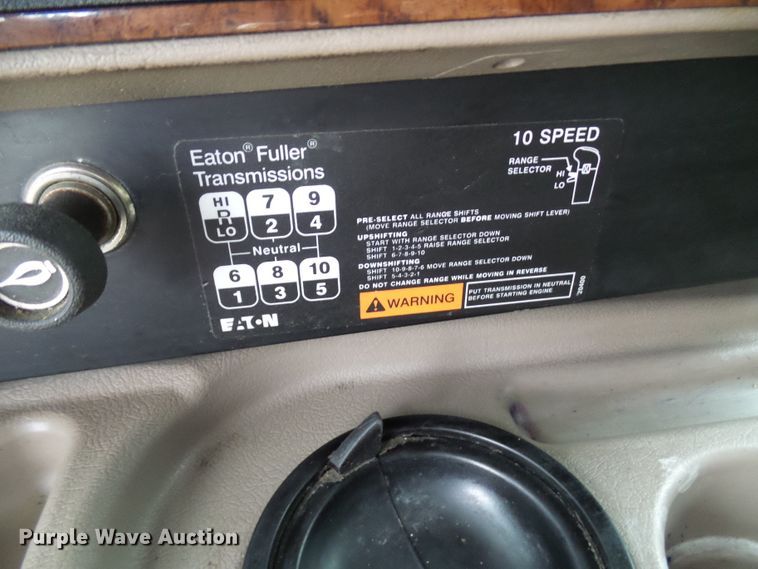 10 SPEED
Eaton® Fuller®
Transmissions
RANGE
SELECTOR
HI
LO
HI 7 9
R
LO 2 4
Neutral
6 8 10
1 3 5
EATON
PRE-SELECT ALL RANGE SHIFTS
(MOVE RANGE SELECTOR BEFORE MOVING SHIFT LEVER)
UPSHIFTING
START WITH RANGE SELECTOR DOWN
SHIFT 1-2-3-4-5 RAISE RANGE SELECTOR
SHIFT 6-7-8-9-10
DOWNSHIFTING
SHIFT 10-9-8-7-6 MOVE RANGE SELECTOR DOWN
SHIFT 5-4-3-2-1
DO NOT CHANGE RANGE WHILE MOVING IN REVERSE
WARNING
PUT TRANSMISSION IN NEUTRAL
BEFORE STARTING ENGINE
20400
Purple Wave Auction